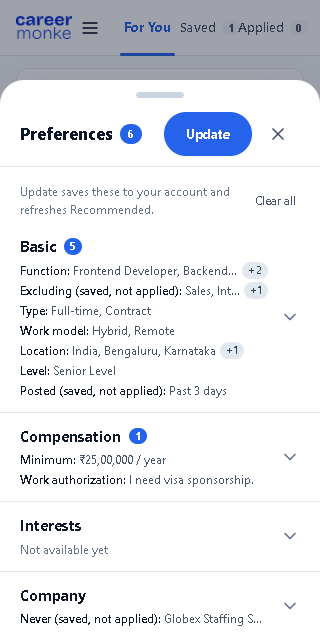 career
monke
For You Saved 1 Applied 0
Preferences 6 Update
Update saves these to your account and
refreshes Recommended.
Clear all
Basic 5
Function: Frontend Developer, Backend... +2
Excluding (saved, not applied): Sales, Int... +1
Type: Full-time, Contract
Work model: Hybrid, Remote
Location: India, Bengaluru, Karnataka +1
Level: Senior Level
Posted (saved, not applied): Past 3 days
Compensation 1
Minimum: ₹25,00,000 / year
Work authorization: I need visa sponsorship.
Interests
Not available yet
Company
Never (saved, not applied): Globex Staffing S...